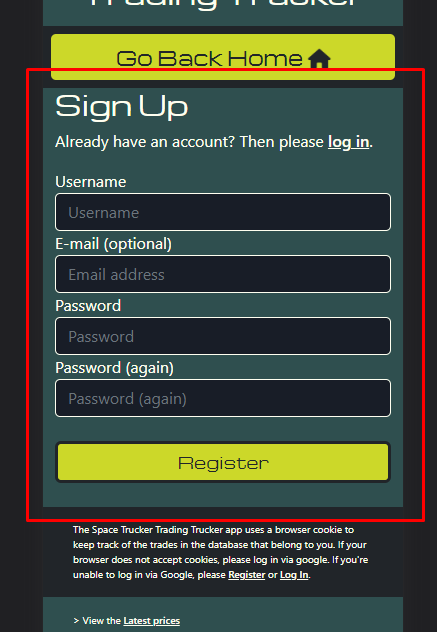 Trading Trucker
Go Back Home
Sign Up
Already have an account? Then please log in.
Username
Username
E-mail (optional)
Email address
Password
Password
Password (again)
Password (again)
Register
The Space Trucker Trading Trucker app uses a browser cookie to
keep track of the trades in the database that belong to you. If your
browser does not accept cookies, please log in via google. If you're
unable to log in via Google, please Register or Log In.
> View the Latest prices